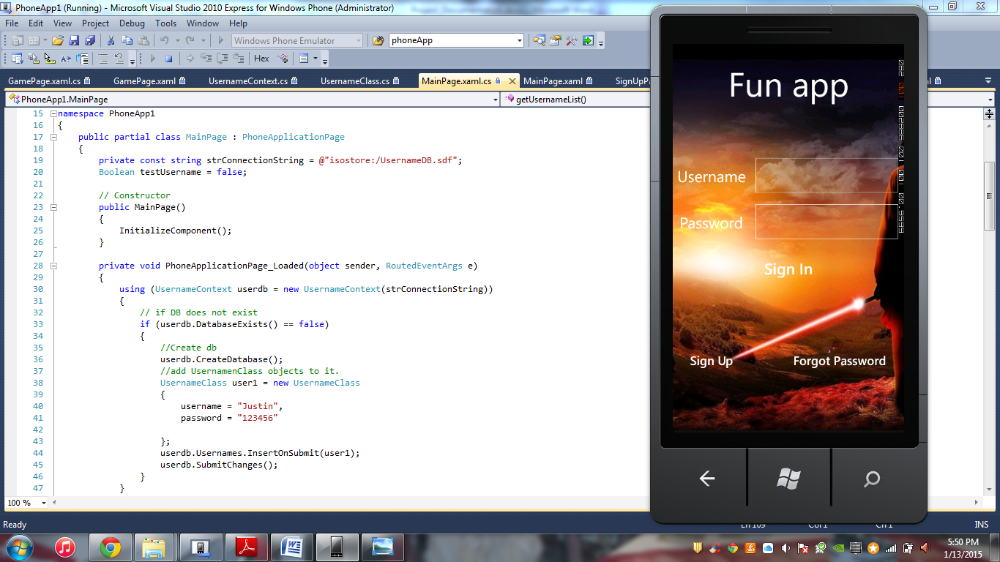 PhoneApp1 (Running) - Microsoft Visual Studio 2010 Express for Windows Phone (Administrator)
File Edit View Project Debug Tools Window Help
Windows Phone Emulator phoneApp
Hex
GamePage.xaml.cs GamePage.xaml UsernameContext.cs UsernameClass.cs MainPage.xaml.cs MainPage.xaml SignUpP
PhoneApp1.MainPage getUsernameList()
15 namespace PhoneApp1
16 {
17 public partial class MainPage : PhoneApplicationPage
18 {
19 private const string strConnectionString = @"isostore:/UsernameDB.sdf";
20 Boolean testUsername = false;
21
22 // Constructor
23 public MainPage()
24 {
25 InitializeComponent();
26 }
27
28 private void PhoneApplicationPage_Loaded(object sender, RoutedEventArgs e)
29 {
30 using (UsernameContext userdb = new UsernameContext(strConnectionString))
31 {
32 // if DB does not exist
33 if (userdb.DatabaseExists() == false)
34 {
35 //Create db
36 userdb.CreateDatabase();
37 //add UsernamenClass objects to it.
38 UsernameClass user1 = new UsernameClass
39 {
40 username = "Justin",
41 password = "123456"
42
43 };
44 userdb.Usernames.InsertOnSubmit(user1);
45 userdb.SubmitChanges();
46 }
47 }
100 %
Ready Ln 109 Col 1 Ch 1 INS
Fun app
Username
Password
Sign In
Sign Up Forgot Password
5:50 PM
1/13/2015